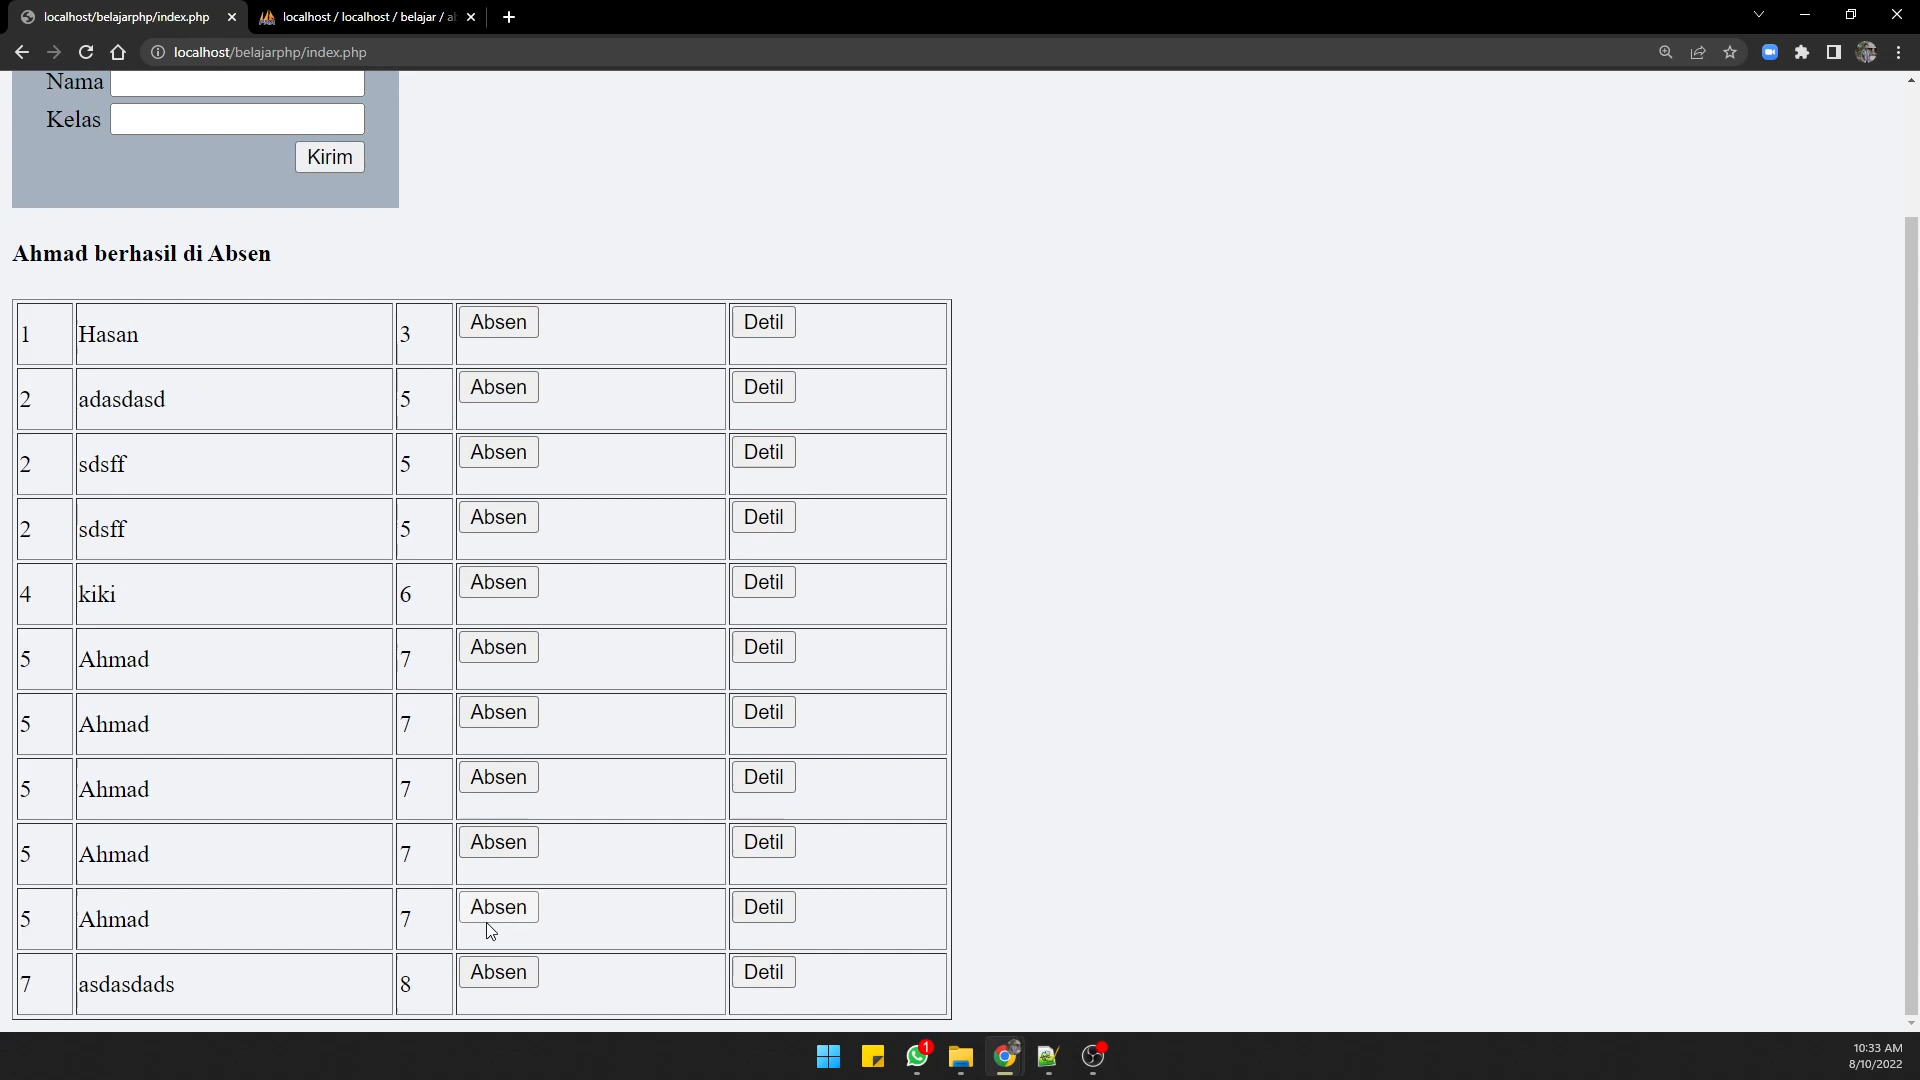 localhost/belajarphp/index.php
localhost / localhost / belajar / a
localhost/belajarphp/index.php
Nama
Kelas
Kirim
Ahmad berhasil di Absen
1 Hasan 3 Absen Detil
2 adasdasd 5 Absen Detil
2 sdsff 5 Absen Detil
2 sdsff 5 Absen Detil
4 kiki 6 Absen Detil
5 Ahmad 7 Absen Detil
5 Ahmad 7 Absen Detil
5 Ahmad 7 Absen Detil
5 Ahmad 7 Absen Detil
5 Ahmad 7 Absen Detil
7 asdasdads 8 Absen Detil
1
10:33 AM
8/10/2022